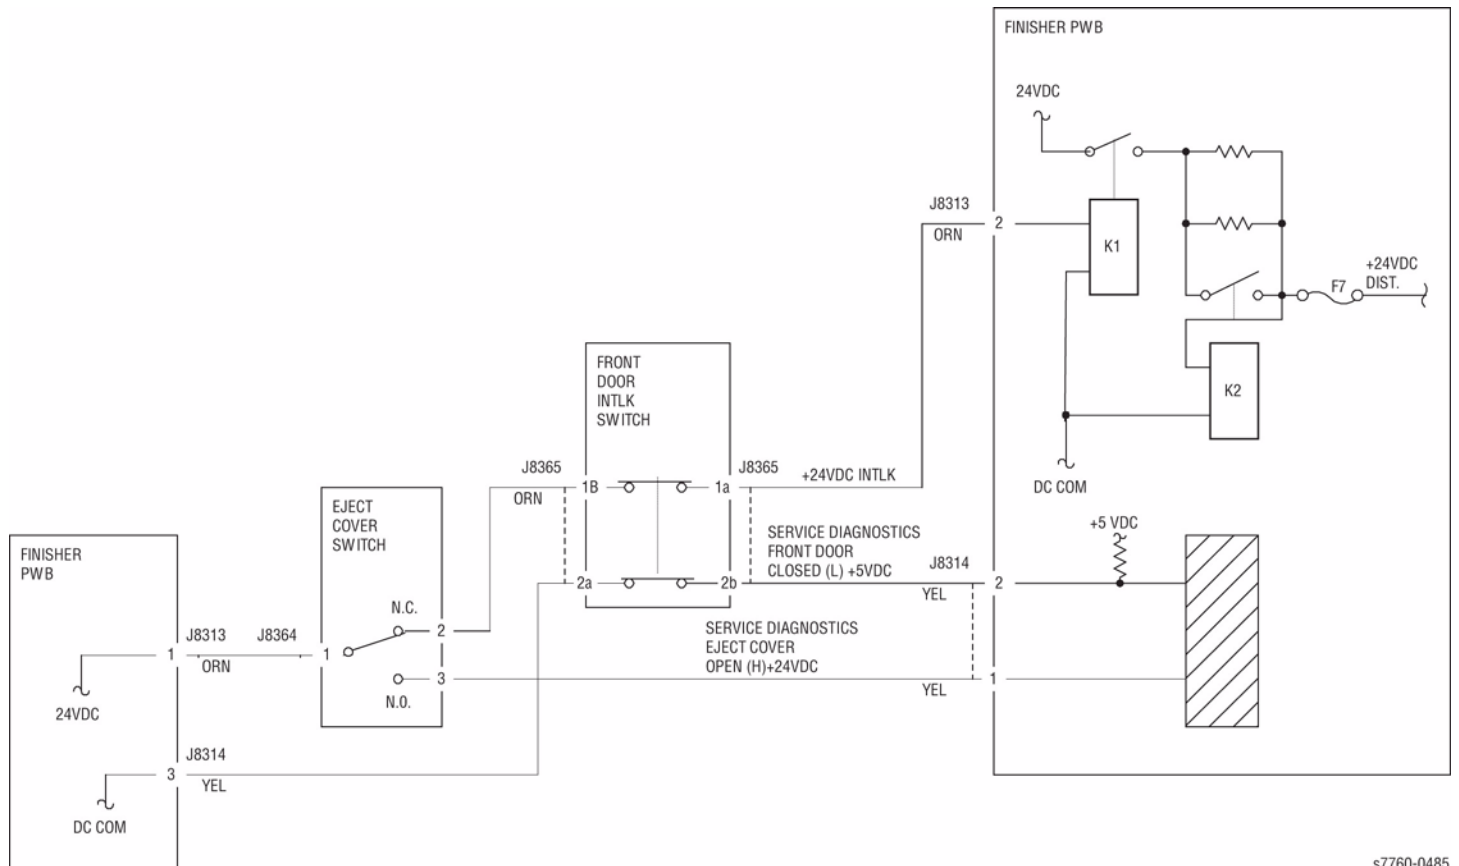 FINISHER PWB
24VDC
J8313
2
ORN
K1
+24VDC
DIST.
F7
K2
DC COM
FRONT
DOOR
INTLK
SWITCH
J8365
1B
ORN
1a
J8365
+24VDC INTLK
2a
2b
SERVICE DIAGNOSTICS
FRONT DOOR
CLOSED (L) +5VDC
J8314
2
YEL
+5 VDC
EJECT
COVER
SWITCH
N.C.
2
1
3
N.O.
SERVICE DIAGNOSTICS
EJECT COVER
OPEN (H)+24VDC
YEL
1
FINISHER
PWB
1
J8313
J8364
ORN
24VDC
J8314
3
YEL
DC COM
s7760-0485